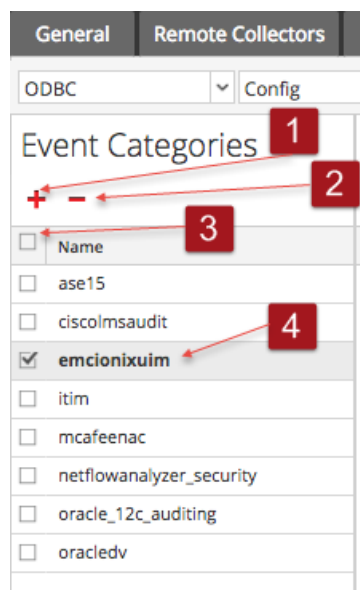 General Remote Collectors
ODBC Config
Event Categories
1
+ - 2
3
Name
ase15
ciscolmsaudit
4
emcionixuim
itim
mcafeenac
netflowanalyzer_security
oracle_12c_auditing
oracledv